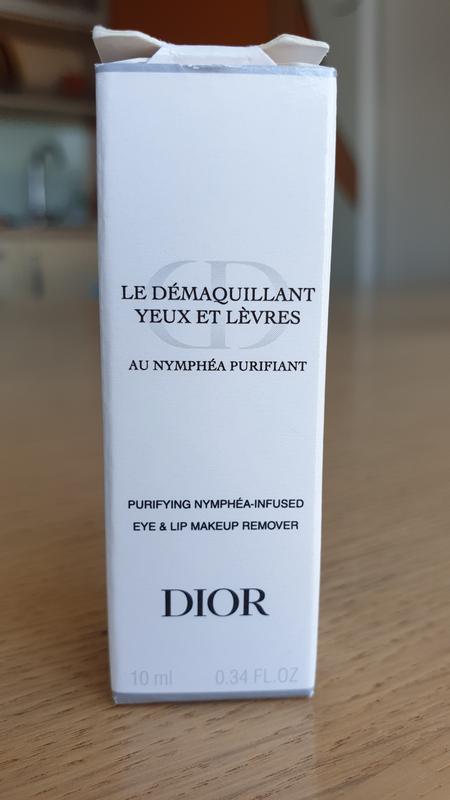 LE DÉMAQUILLANT
YEUX ET LÈVRES
AU NYMPHÉA PURIFIANT
PURIFYING NYMPHÉA-INFUSED
EYE & LIP MAKEUP REMOVER
DIOR
10 ml 0.34 FL.OZ